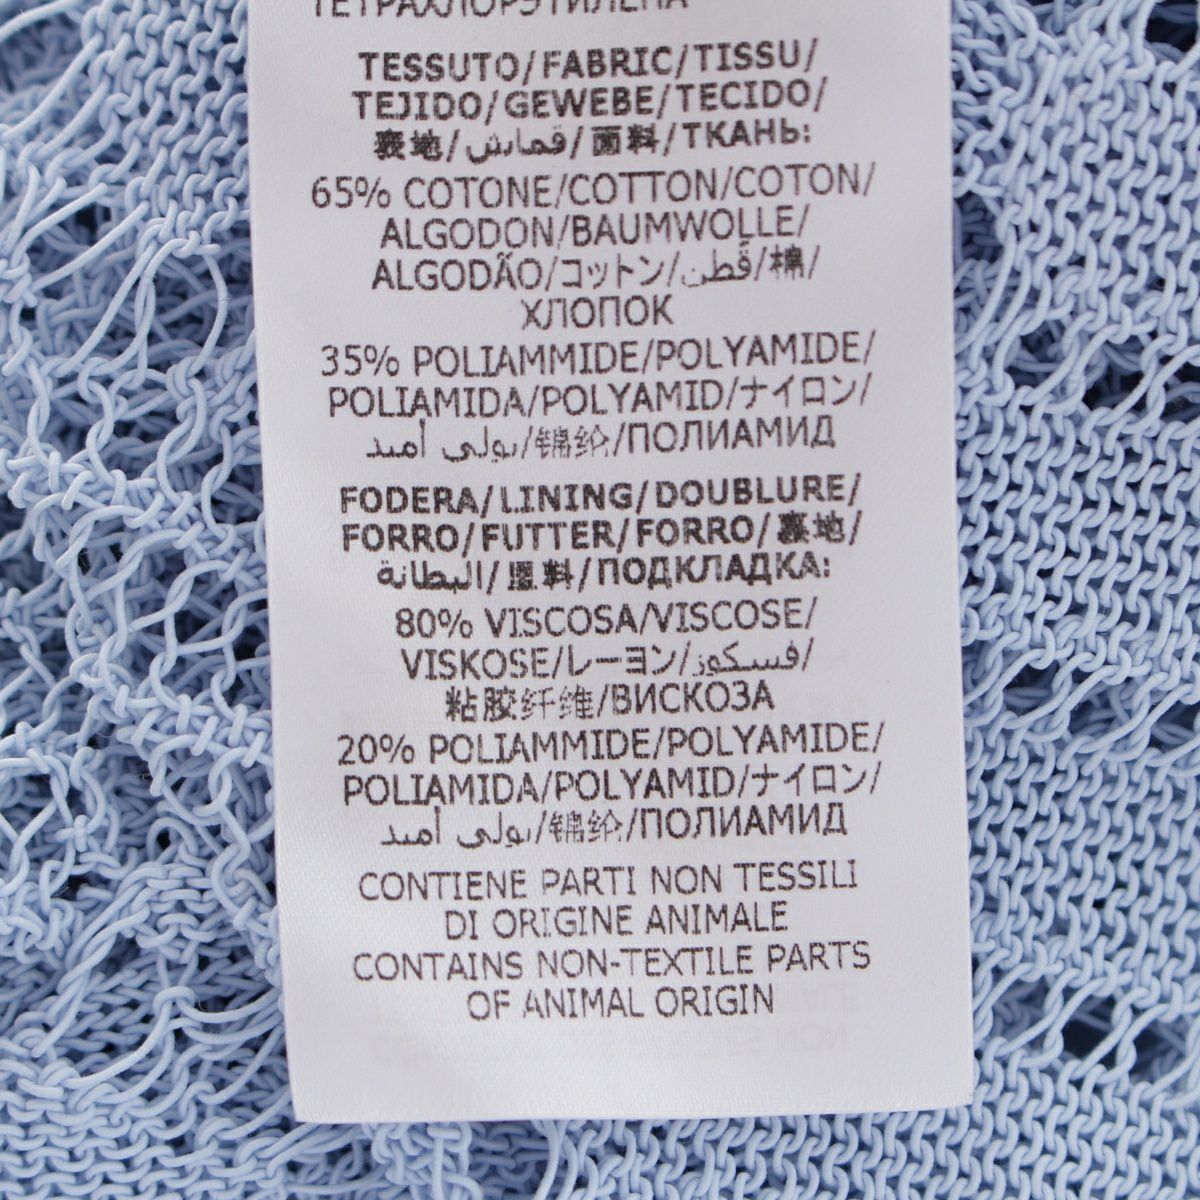 ТЕТРАХЛОРЭТИЛЕНА
TESSUTO/FABRIC/TISSU/
TEJIDO/GEWEBE/TECIDO/
裏地/قماش/面料/ТКАНЬ:
65% COTONE/COTTON/COTON/
ALGODON/BAUMWOLLE/
ALGODÃO/コットン/قطن/棉/
ХЛОПОК
35% POLIAMMIDE/POLYAMIDE/
POLIAMIDA/POLYAMID/ナイロン/
بولي أميد/锦纶/ПОЛИАМИД
FODERA/LINING/DOUBLURE/
FORRO/FUTTER/FORRO/裏地/
البطانة/里料/ПОДКЛАДКА:
80% VISCOSA/VISCOSE/
VISKOSE/レーヨン/فسكوز/
粘胶纤维/ВИСКОЗА
20% POLIAMMIDE/POLYAMIDE/
POLIAMIDA/POLYAMID/ナイロン/
بولي أميد/锦纶/ПОЛИАМИД
CONTIENE PARTI NON TESSILI
DI ORIGINE ANIMALE
CONTAINS NON-TEXTILE PARTS
OF ANIMAL ORIGIN